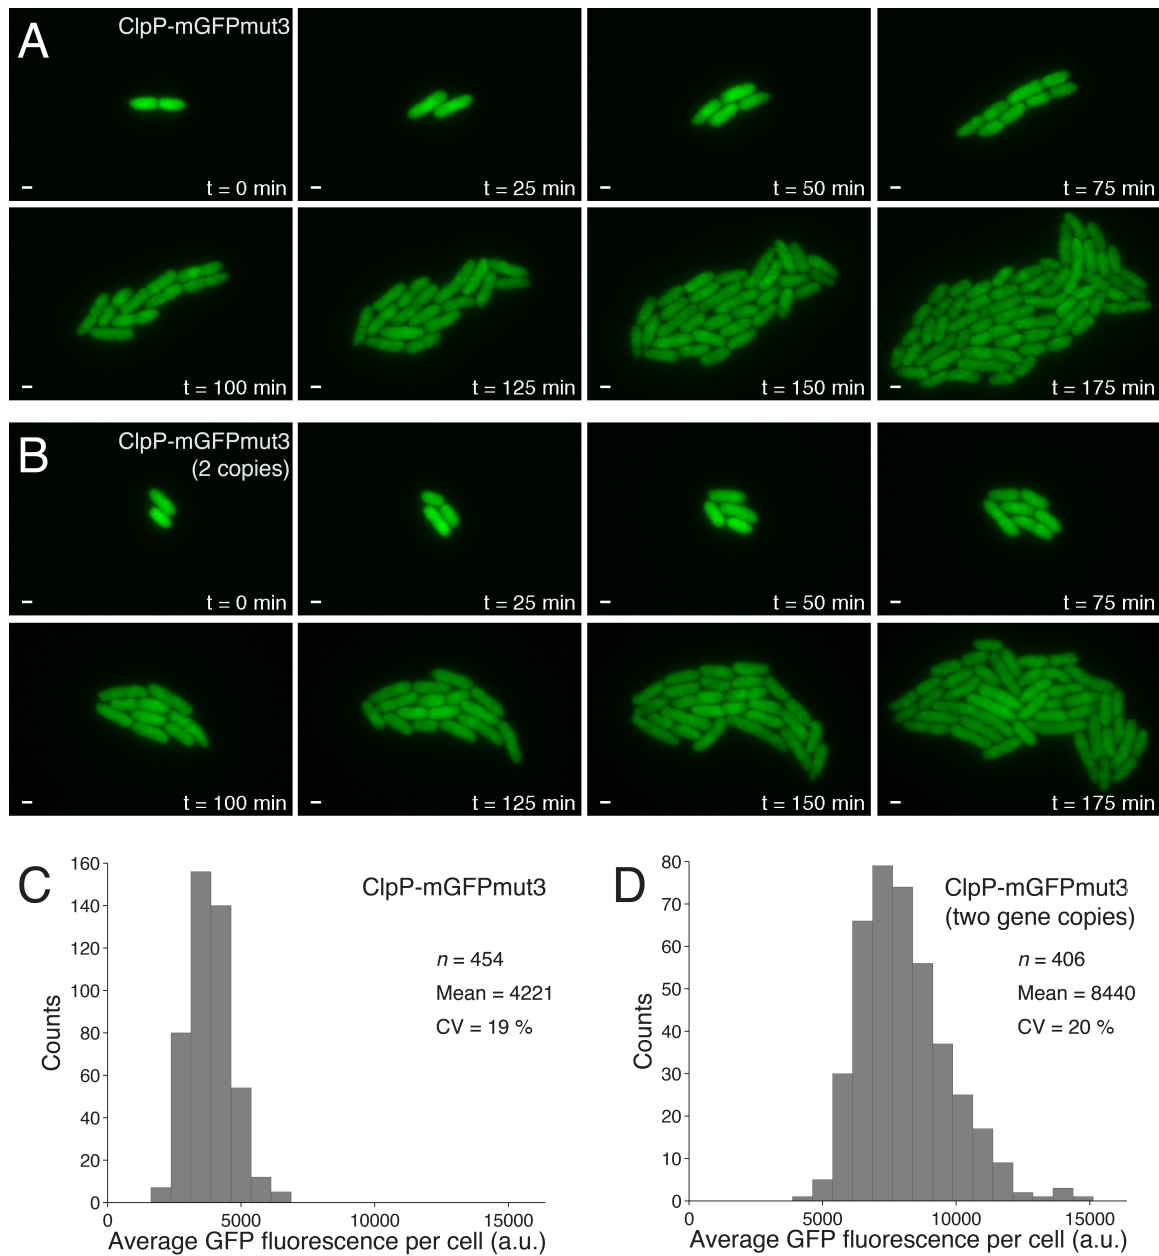 A
ClpP-mGFPmut3
t = 0 min
t = 25 min
t = 50 min
t = 75 min
t = 100 min
t = 125 min
t = 150 min
t = 175 min
B
ClpP-mGFPmut3
(2 copies)
t = 0 min
t = 25 min
t = 50 min
t = 75 min
t = 100 min
t = 125 min
t = 150 min
t = 175 min
C
ClpP-mGFPmut3
n = 454
Mean = 4221
CV = 19 %
Counts
160
140
120
100
80
60
40
20
0
0 5000 10000 15000
Average GFP fluorescence per cell (a.u.)
D
ClpP-mGFPmut3
(two gene copies)
n = 406
Mean = 8440
CV = 20 %
Counts
80
70
60
50
40
30
20
10
0
0 5000 10000 15000
Average GFP fluorescence per cell (a.u.)